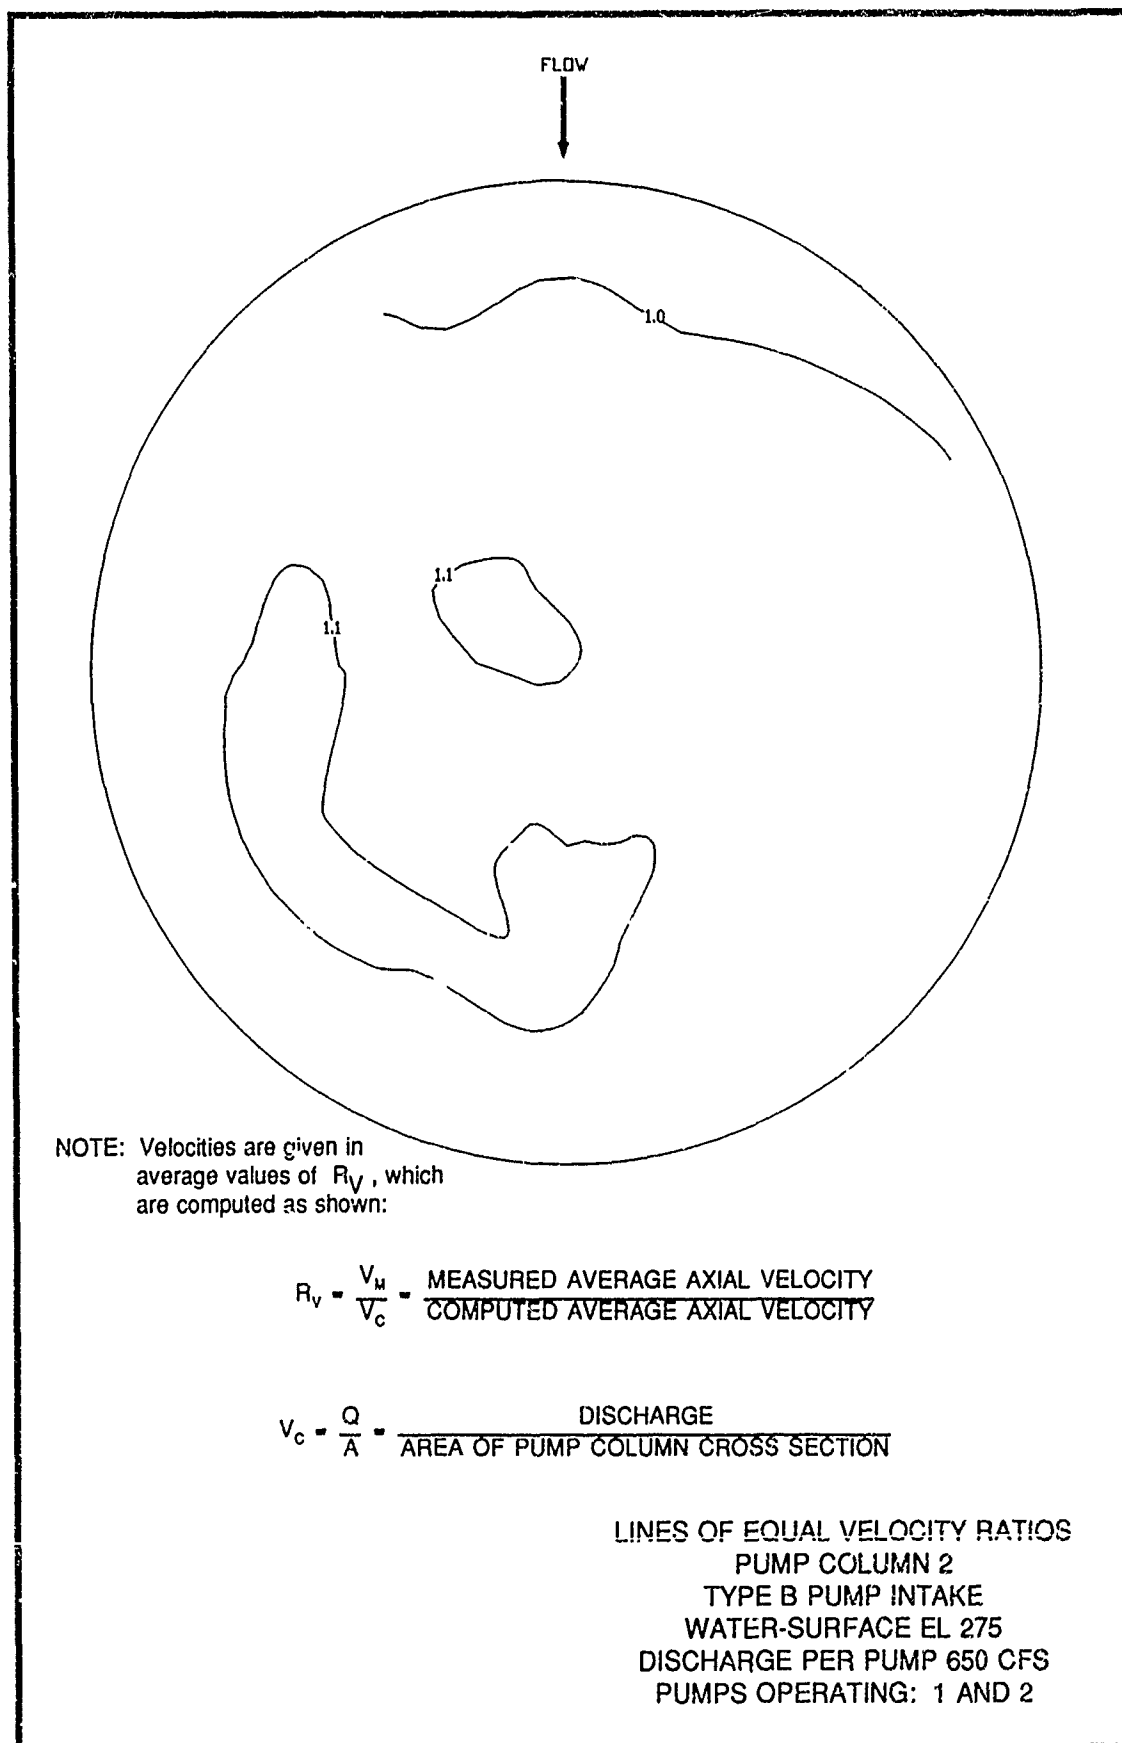 FLOW
1.0
1.1
1.1
NOTE: Velocities are given in
average values of R_V, which
are computed as shown:
R_V = V_M / V_C = MEASURED AVERAGE AXIAL VELOCITY / COMPUTED AVERAGE AXIAL VELOCITY
V_C = Q / A = DISCHARGE / AREA OF PUMP COLUMN CROSS SECTION
LINES OF EQUAL VELOCITY RATIOS
PUMP COLUMN 2
TYPE B PUMP INTAKE
WATER-SURFACE EL 275
DISCHARGE PER PUMP 650 CFS
PUMPS OPERATING: 1 AND 2